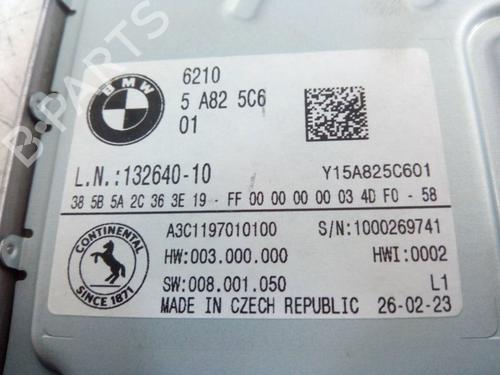 B-PARTS
BMW
6210
5 A82 5C6
01
L.N.:132640-10
Y15A825C601
38 5B 5A 2C 36 3E 19 - FF 00 00 00 00 03 4D F0 - 58
CONTINENTAL
SINCE 1871
A3C1197010100
S/N:1000269741
HW:003.000.000
HWI:0002
SW:008.001.050
L1
MADE IN CZECH REPUBLIC
26-02-23